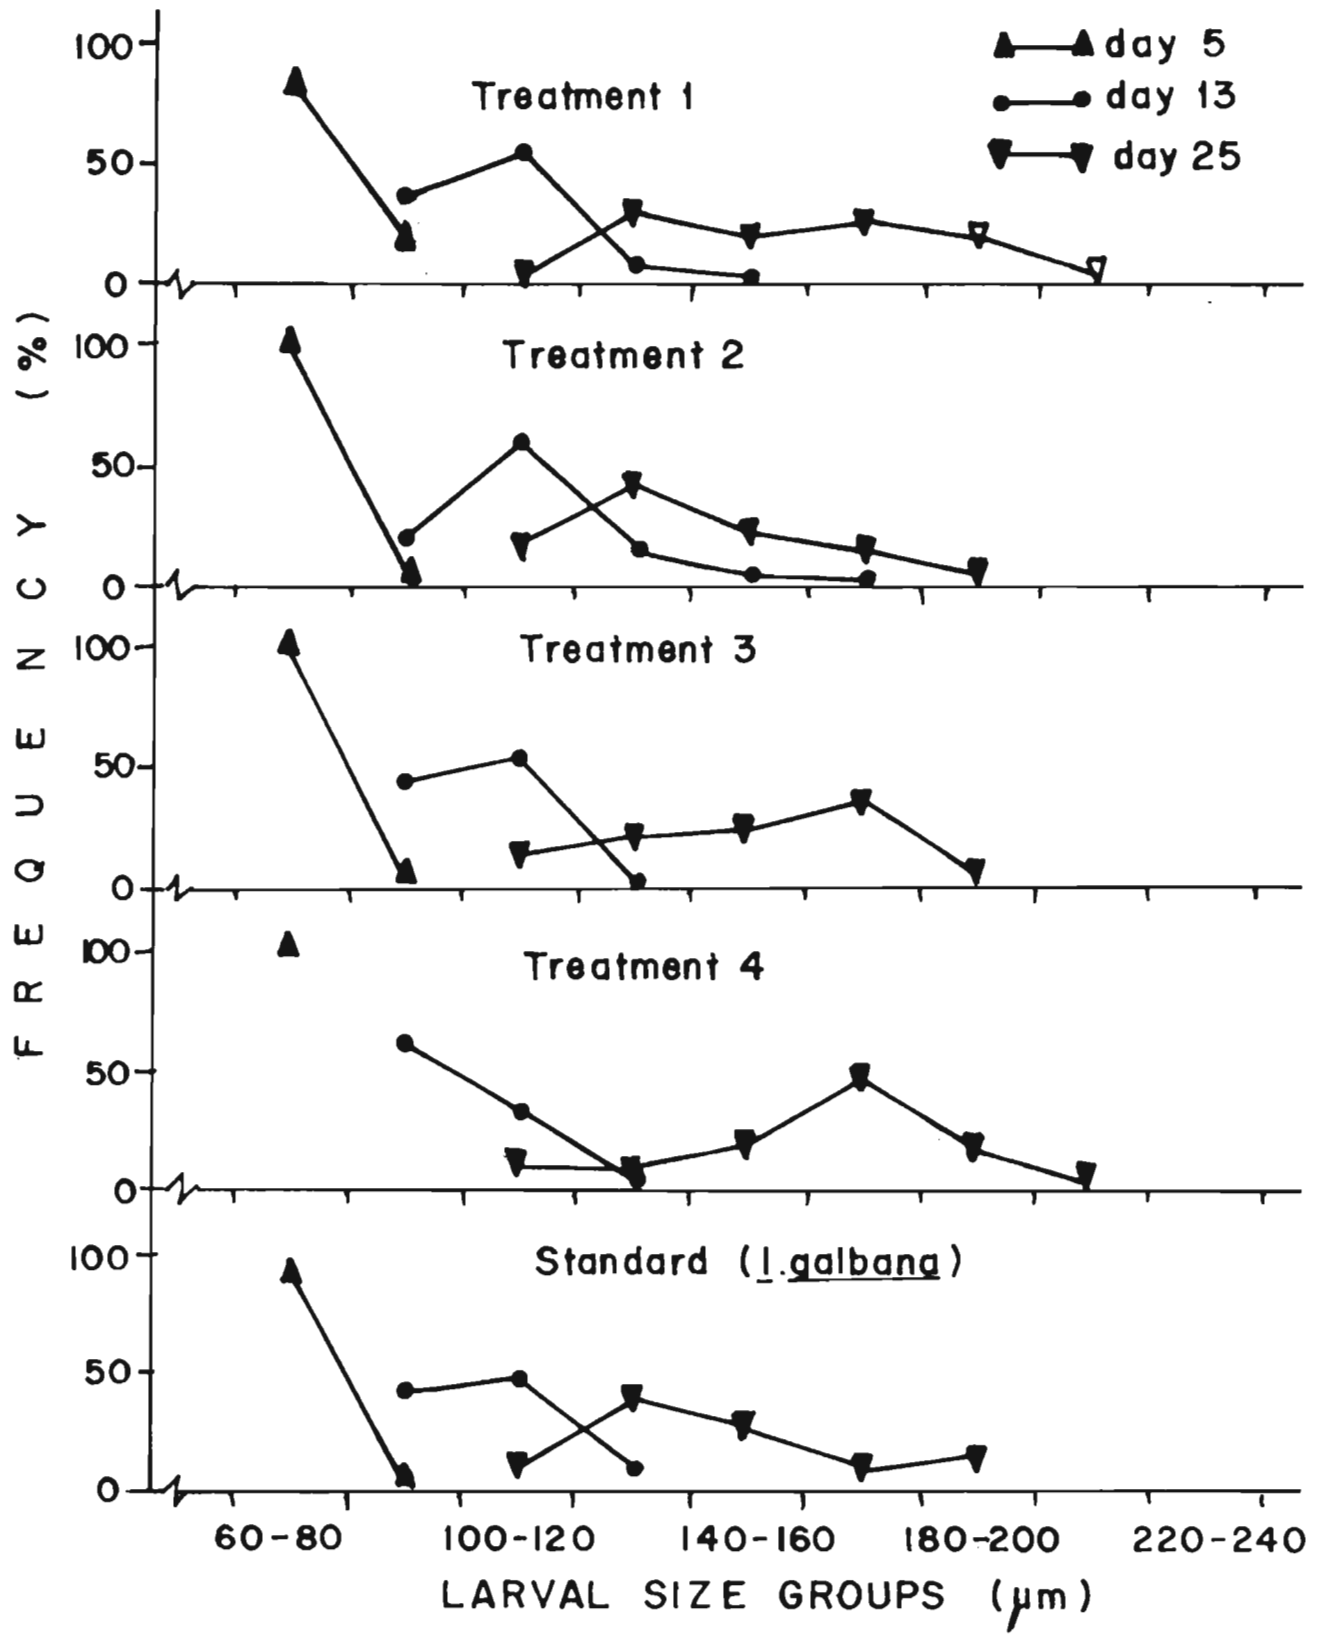 100
50
0
Treatment 1
day 5
day 13
day 25
100
50
0
Treatment 2
100
50
0
Treatment 3
100
50
0
Treatment 4
100
50
0
Standard (I.galbana)
60-80 100-120 140-160 180-200 220-240
LARVAL SIZE GROUPS (µm)
FREQUENCY (%)